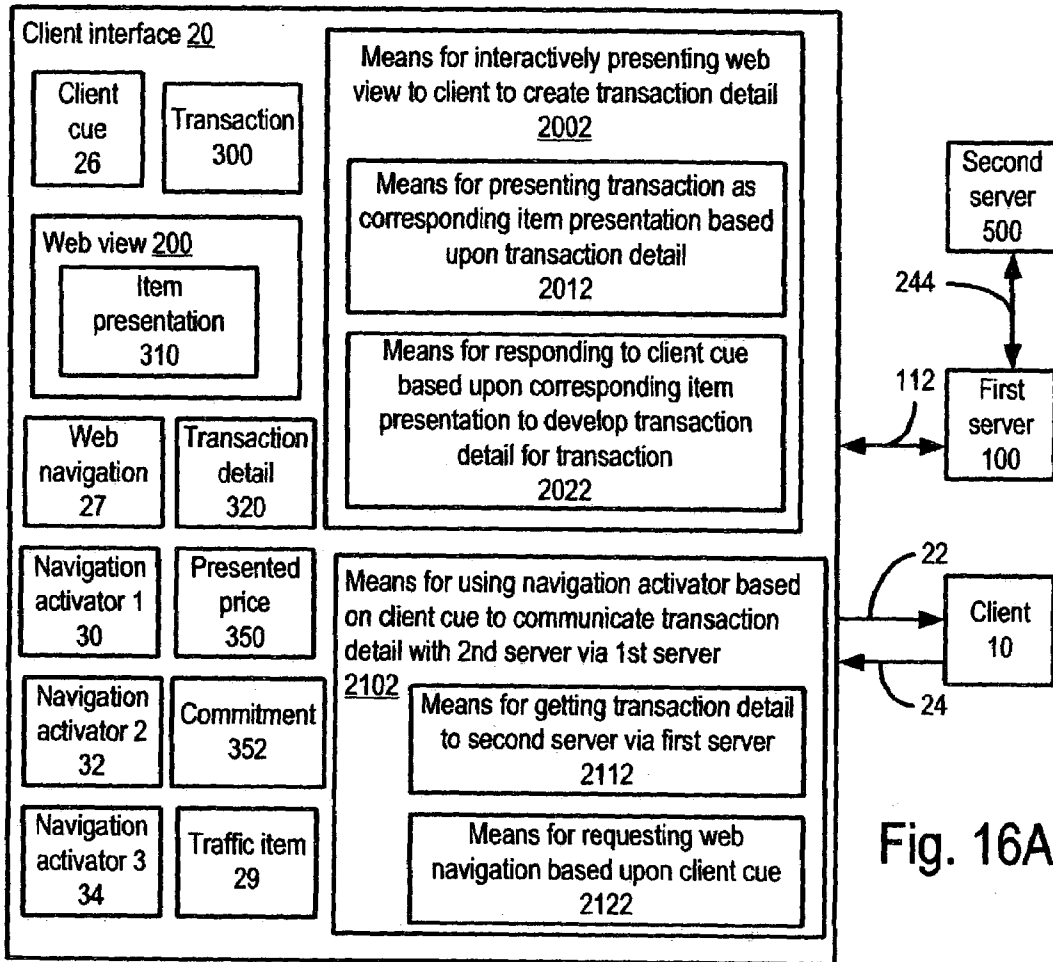 Client interface 20
Client
cue
26
Transaction
300
Web view 200
Item
presentation
310
Web
navigation
27
Transaction
detail
320
Navigation
activator 1
30
Presented
price
350
Navigation
activator 2
32
Commitment
352
Navigation
activator 3
34
Traffic item
29
Means for interactively presenting web
view to client to create transaction detail
2002
Means for presenting transaction as
corresponding item presentation based
upon transaction detail
2012
Means for responding to client cue
based upon corresponding item
presentation to develop transaction
detail for transaction
2022
Means for using navigation activator based
on client cue to communicate transaction
detail with 2nd server via 1st server
2102
Means for getting transaction detail
to second server via first server
2112
Means for requesting web
navigation based upon client cue
2122
Second
server
500
244
112
First
server
100
22
Client
10
24
Fig. 16A